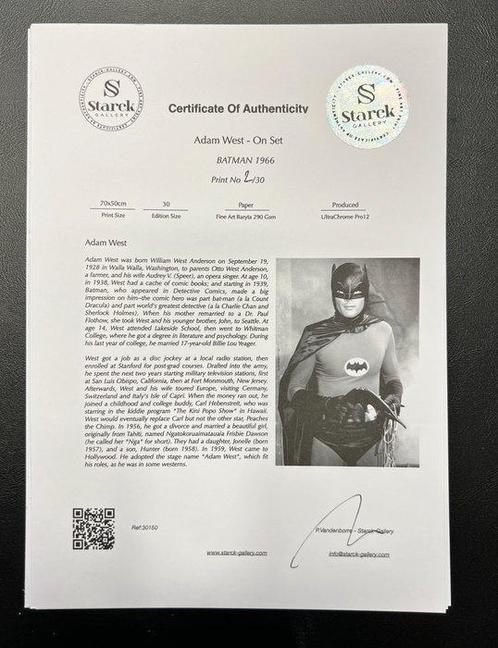 STARCK-GALLERY.COM
S
Starck
GALLERY
CERTIFICATE OF AUTHENTICITY
STARCK-GALLERY.COM
S
Starck
GALLERY
CERTIFICATE OF AUTHENTICITY
Certificate Of Authenticity
Adam West - On Set
BATMAN 1966
Print No 2/30
70x50cm
30
Paper
Produced
Print Size
Edition Size
Fine Art Baryta 290 Gsm
UltraChrome Pro12
Adam West
Adam West was born William West Anderson on September 19,
1928 in Walla Walla, Washington, to parents Otto West Anderson,
a farmer, and his wife Audrey V. (Speer), an opera singer. At age 10,
in 1938, West had a cache of comic books; and starting in 1939,
Batman, who appeared in Detective Comics, made a big
impression on him—the comic hero was part bat-man (a la Count
Dracula) and part world's greatest detective (a la Charlie Chan and
Sherlock Holmes). When his mother remarried to a Dr. Paul
Flothow, she took West and his younger brother, John, to Seattle. At
age 14, West attended Lakeside School, then went to Whitman
College, where he got a degree in literature and psychology. During
his last year of college, he married 17-year-old Billie Lou Yeager.
West got a job as a disc jockey at a local radio station, then
enrolled at Stanford for post-grad courses. Drafted into the army,
he spent the next two years starting military television stations, first
at San Luis Obispo, California, then at Fort Monmouth, New Jersey.
Afterwards, West and his wife toured Europe, visiting Germany,
Switzerland and Italy's Isle of Capri. When the money ran out, he
joined a childhood and college buddy, Carl Hebenstreit, who was
starring in the kiddie program "The Kini Popo Show" in Hawaii.
West would eventually replace Carl but not the other star, Peaches
the Chimp. In 1956, he got a divorce and married a beautiful girl,
originally from Tahiti, named Ngatokoruaimatauaia Frisbie Dawson
(he called her "Nga" for short). They had a daughter, Jonelle (born
1957), and a son, Hunter (born 1958). In 1959, West came to
Hollywood. He adopted the stage name "Adam West", which fit
his roles, as he was in some westerns.
Ref:30150
P.Vandenborre - Starck-Gallery
www.starck-gallery.com
info@starck-gallery.com